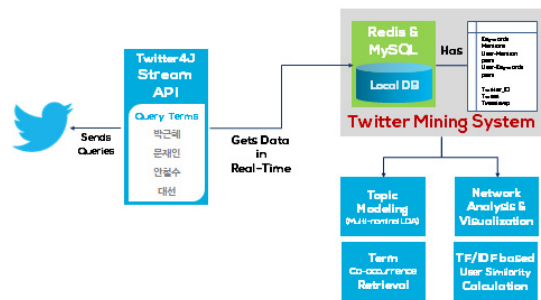 Twitter4J
Stream
API
Query Terms
박근혜
문재인
안철수
대선
Sends
Queries
Gets Data
in
Real-Time
Redis &
MySQL
Local DB
Has
Keywords
Mentions
User-Mention
pairs
User-Keywords
pairs
Twitter_ID
Tweet
Timestamp
Twitter Mining System
Topic
Modeling
(Multi-nominal LDA)
Network
Analysis &
Visualization
Term
Co-occurrence
Retrieval
TF/IDF based
User Similarity
Calculation